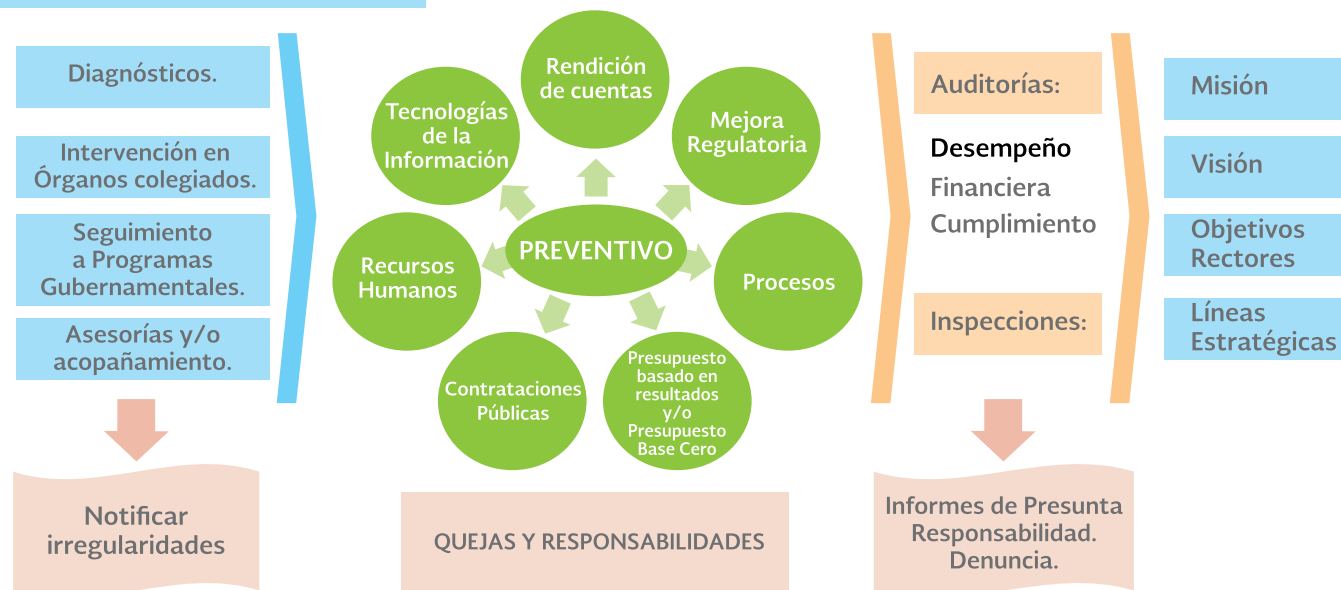 Diagnósticos.
Intervención en
Órganos colegiados.
Seguimiento
a Programas
Gubernamentales.
Asesorías y/o
acopañamiento.
Notificar
irregularidades
Rendición
de cuentas
Tecnologías
de la
Información
Mejora
Regulatoria
PREVENTIVO
Recursos
Humanos
Procesos
Contrataciones
Públicas
Presupuesto
basado en
resultados
y/o
Presupuesto
Base Cero
QUEJAS Y RESPONSABILIDADES
Auditorías:
Desempeño
Financiera
Cumplimiento
Inspecciones:
Informes de Presunta
Responsabilidad.
Denuncia.
Misión
Visión
Objetivos
Rectores
Líneas
Estratégicas